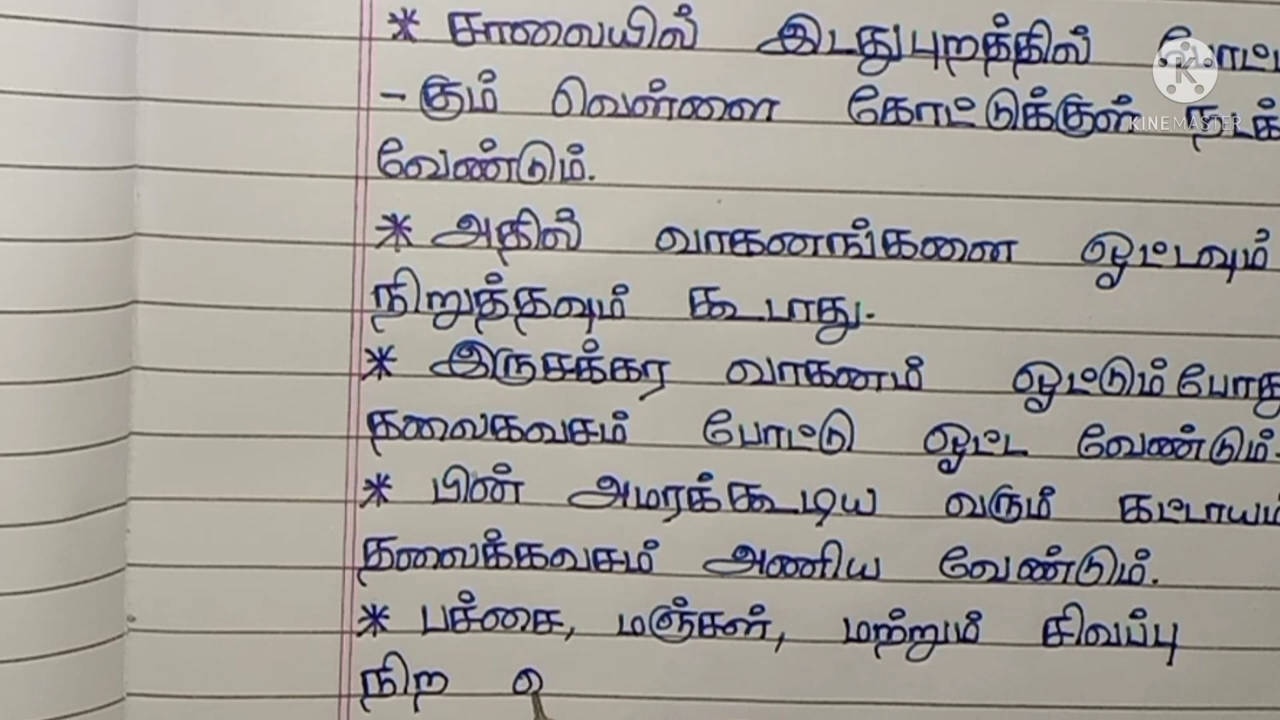 * சாலையில் இடதுபுறத்தில்
- கும் வெள்ளை கோட்டுக்குள்
வேண்டும்.
* அதில் வாகனங்களை ஓட்டவும்
நிறுத்தவும் கூடாது.
* இருசக்கர வாகனம் ஓட்டும்போது
தலைகவசம் போட்டு ஓட்ட வேண்டும்.
* பின் அமரக்கூடிய வரும் கட்டாயம்
தலைக்கவசம் அணிய வேண்டும்.
* பச்சை, மஞ்சள், மற்றும் சிவப்பு
நிற
K
KINEMASTER